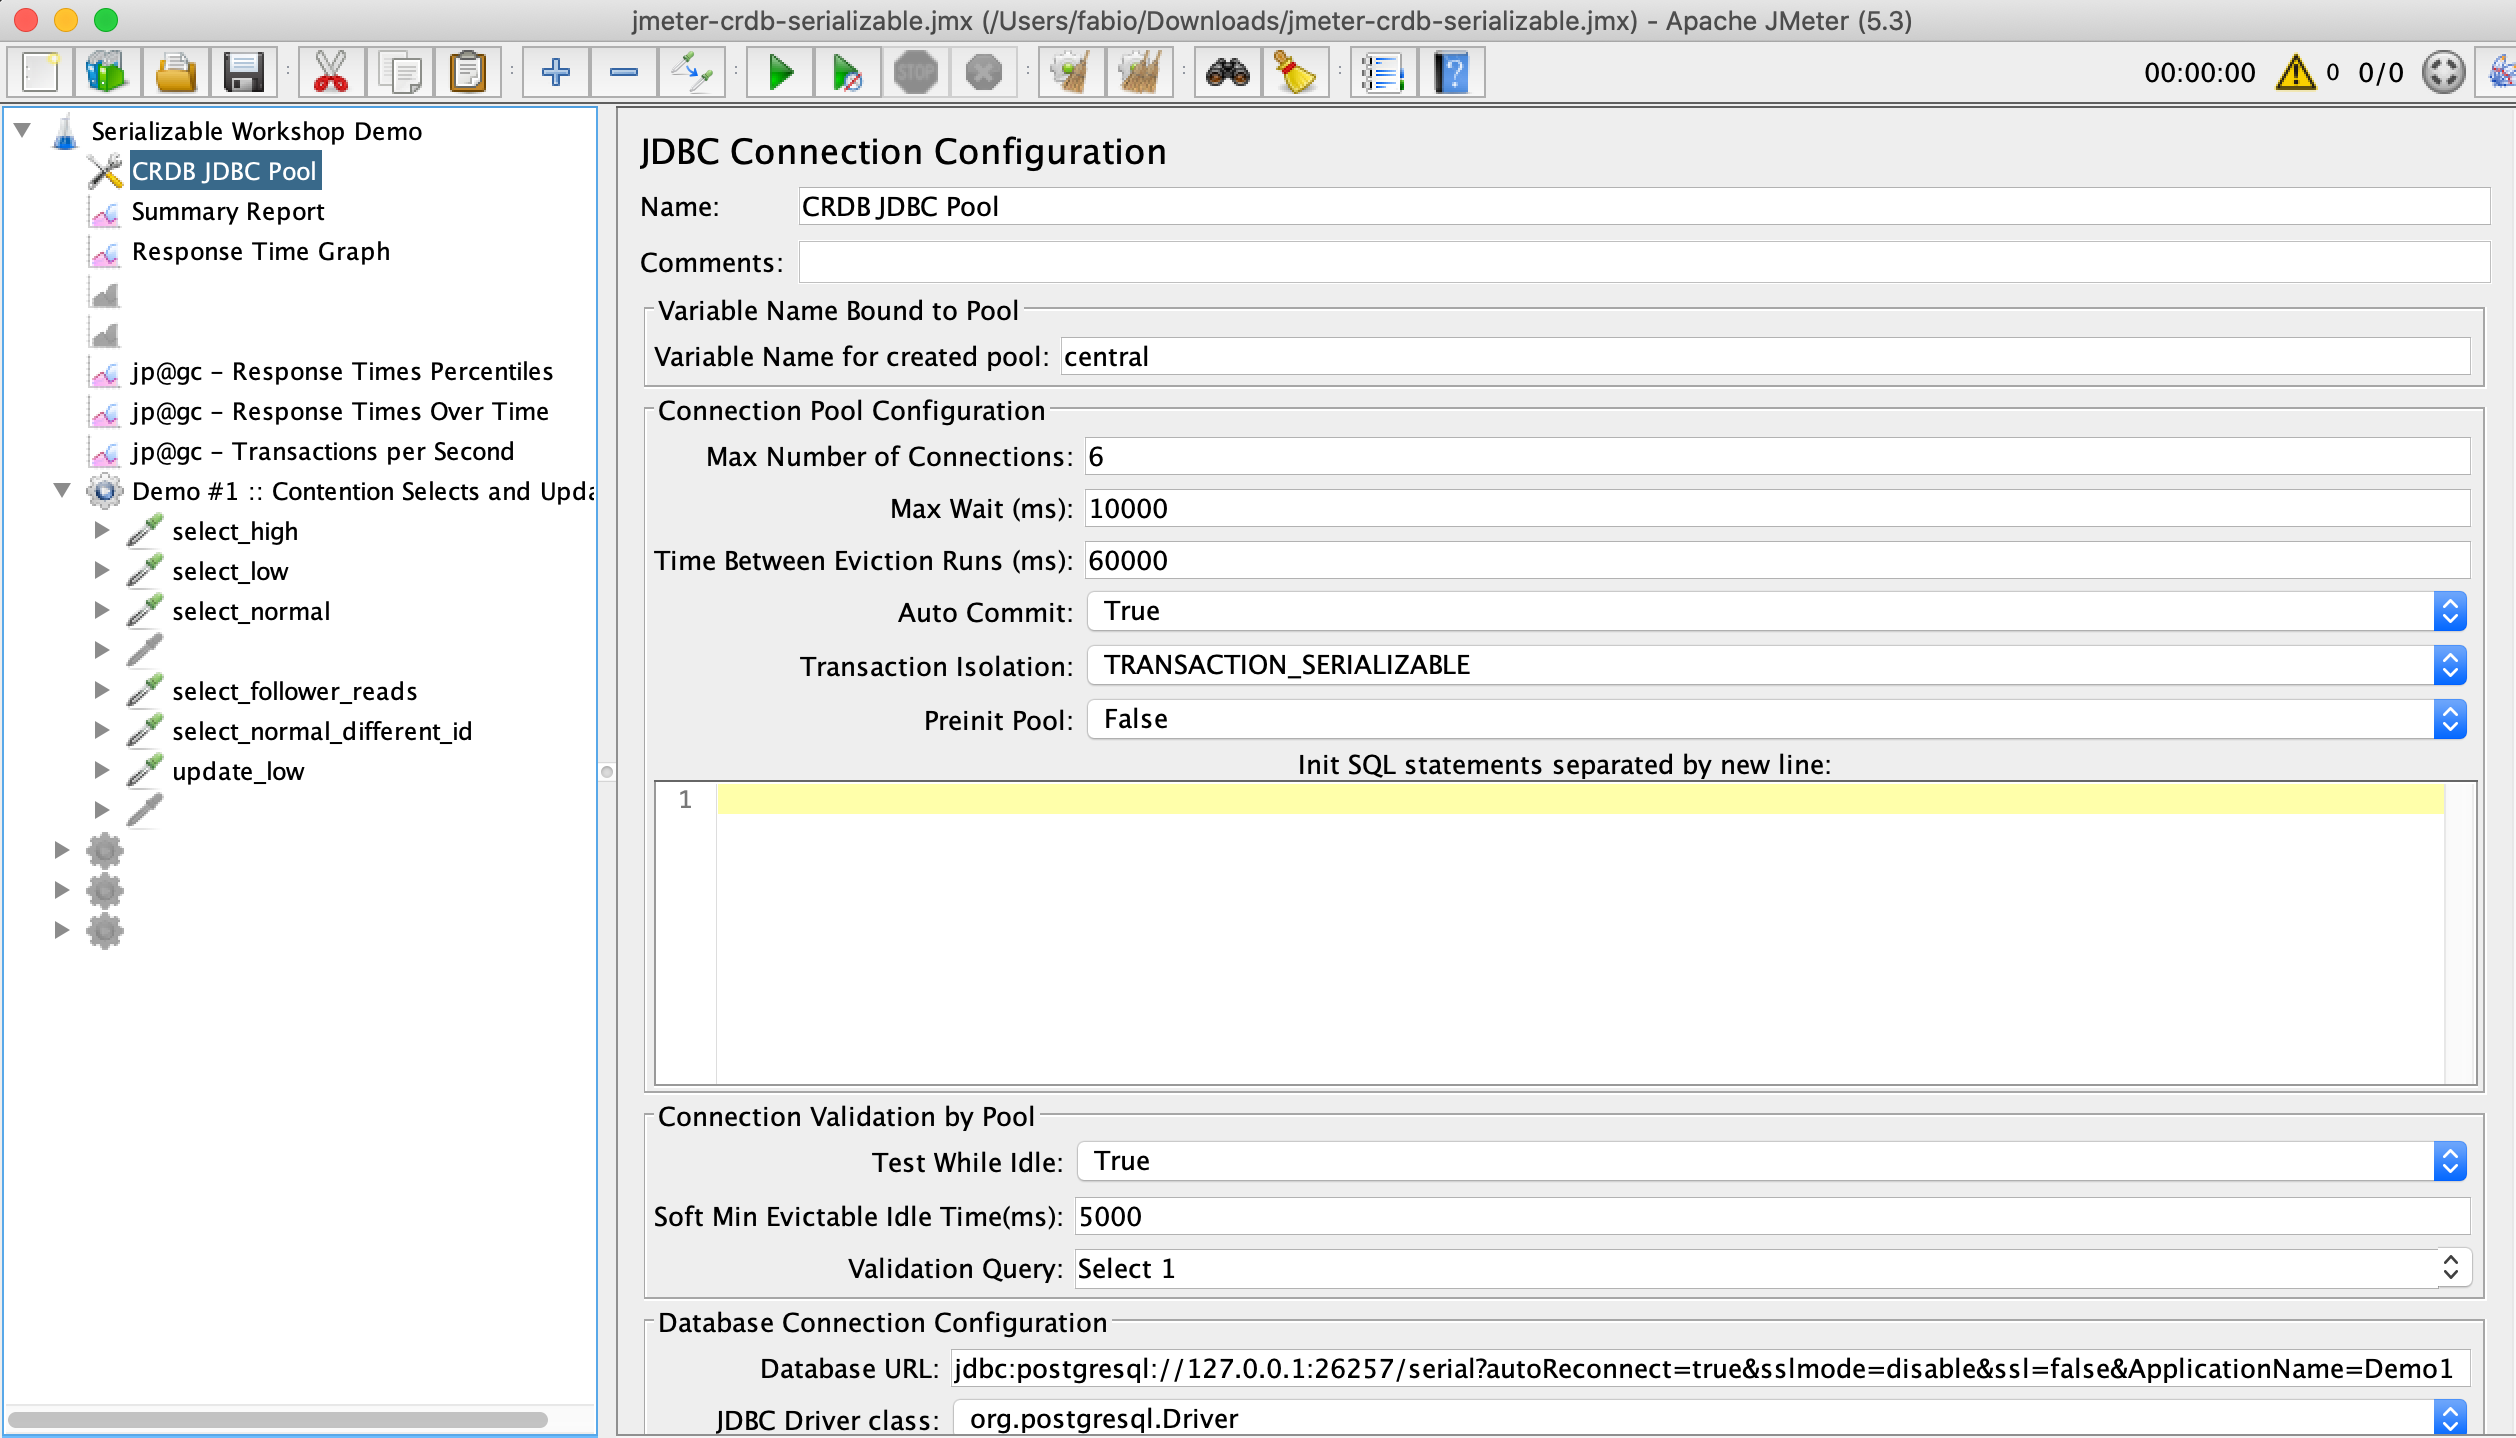 jmeter-crdb-serializable.jmx (/Users/fabio/Downloads/jmeter-crdb-serializable.jmx) - Apache JMeter (5.3)
STOP
00:00:00 0 0/0
Serializable Workshop Demo
CRDB JDBC Pool
Summary Report
Response Time Graph
jp@gc - Response Times Percentiles
jp@gc - Response Times Over Time
jp@gc - Transactions per Second
Demo #1 :: Contention Selects and Upda
select_high
select_low
select_normal
select_follower_reads
select_normal_different_id
update_low
JDBC Connection Configuration
Name: CRDB JDBC Pool
Comments:
Variable Name Bound to Pool
Variable Name for created pool: central
Connection Pool Configuration
Max Number of Connections: 6
Max Wait (ms): 10000
Time Between Eviction Runs (ms): 60000
Auto Commit: True
Transaction Isolation: TRANSACTION_SERIALIZABLE
Preinit Pool: False
Init SQL statements separated by new line:
1
Connection Validation by Pool
Test While Idle: True
Soft Min Evictable Idle Time(ms): 5000
Validation Query: Select 1
Database Connection Configuration
Database URL: jdbc:postgresql://127.0.0.1:26257/serial?autoReconnect=true&sslmode=disable&ssl=false&ApplicationName=Demo1
JDBC Driver class: org.postgresql.Driver